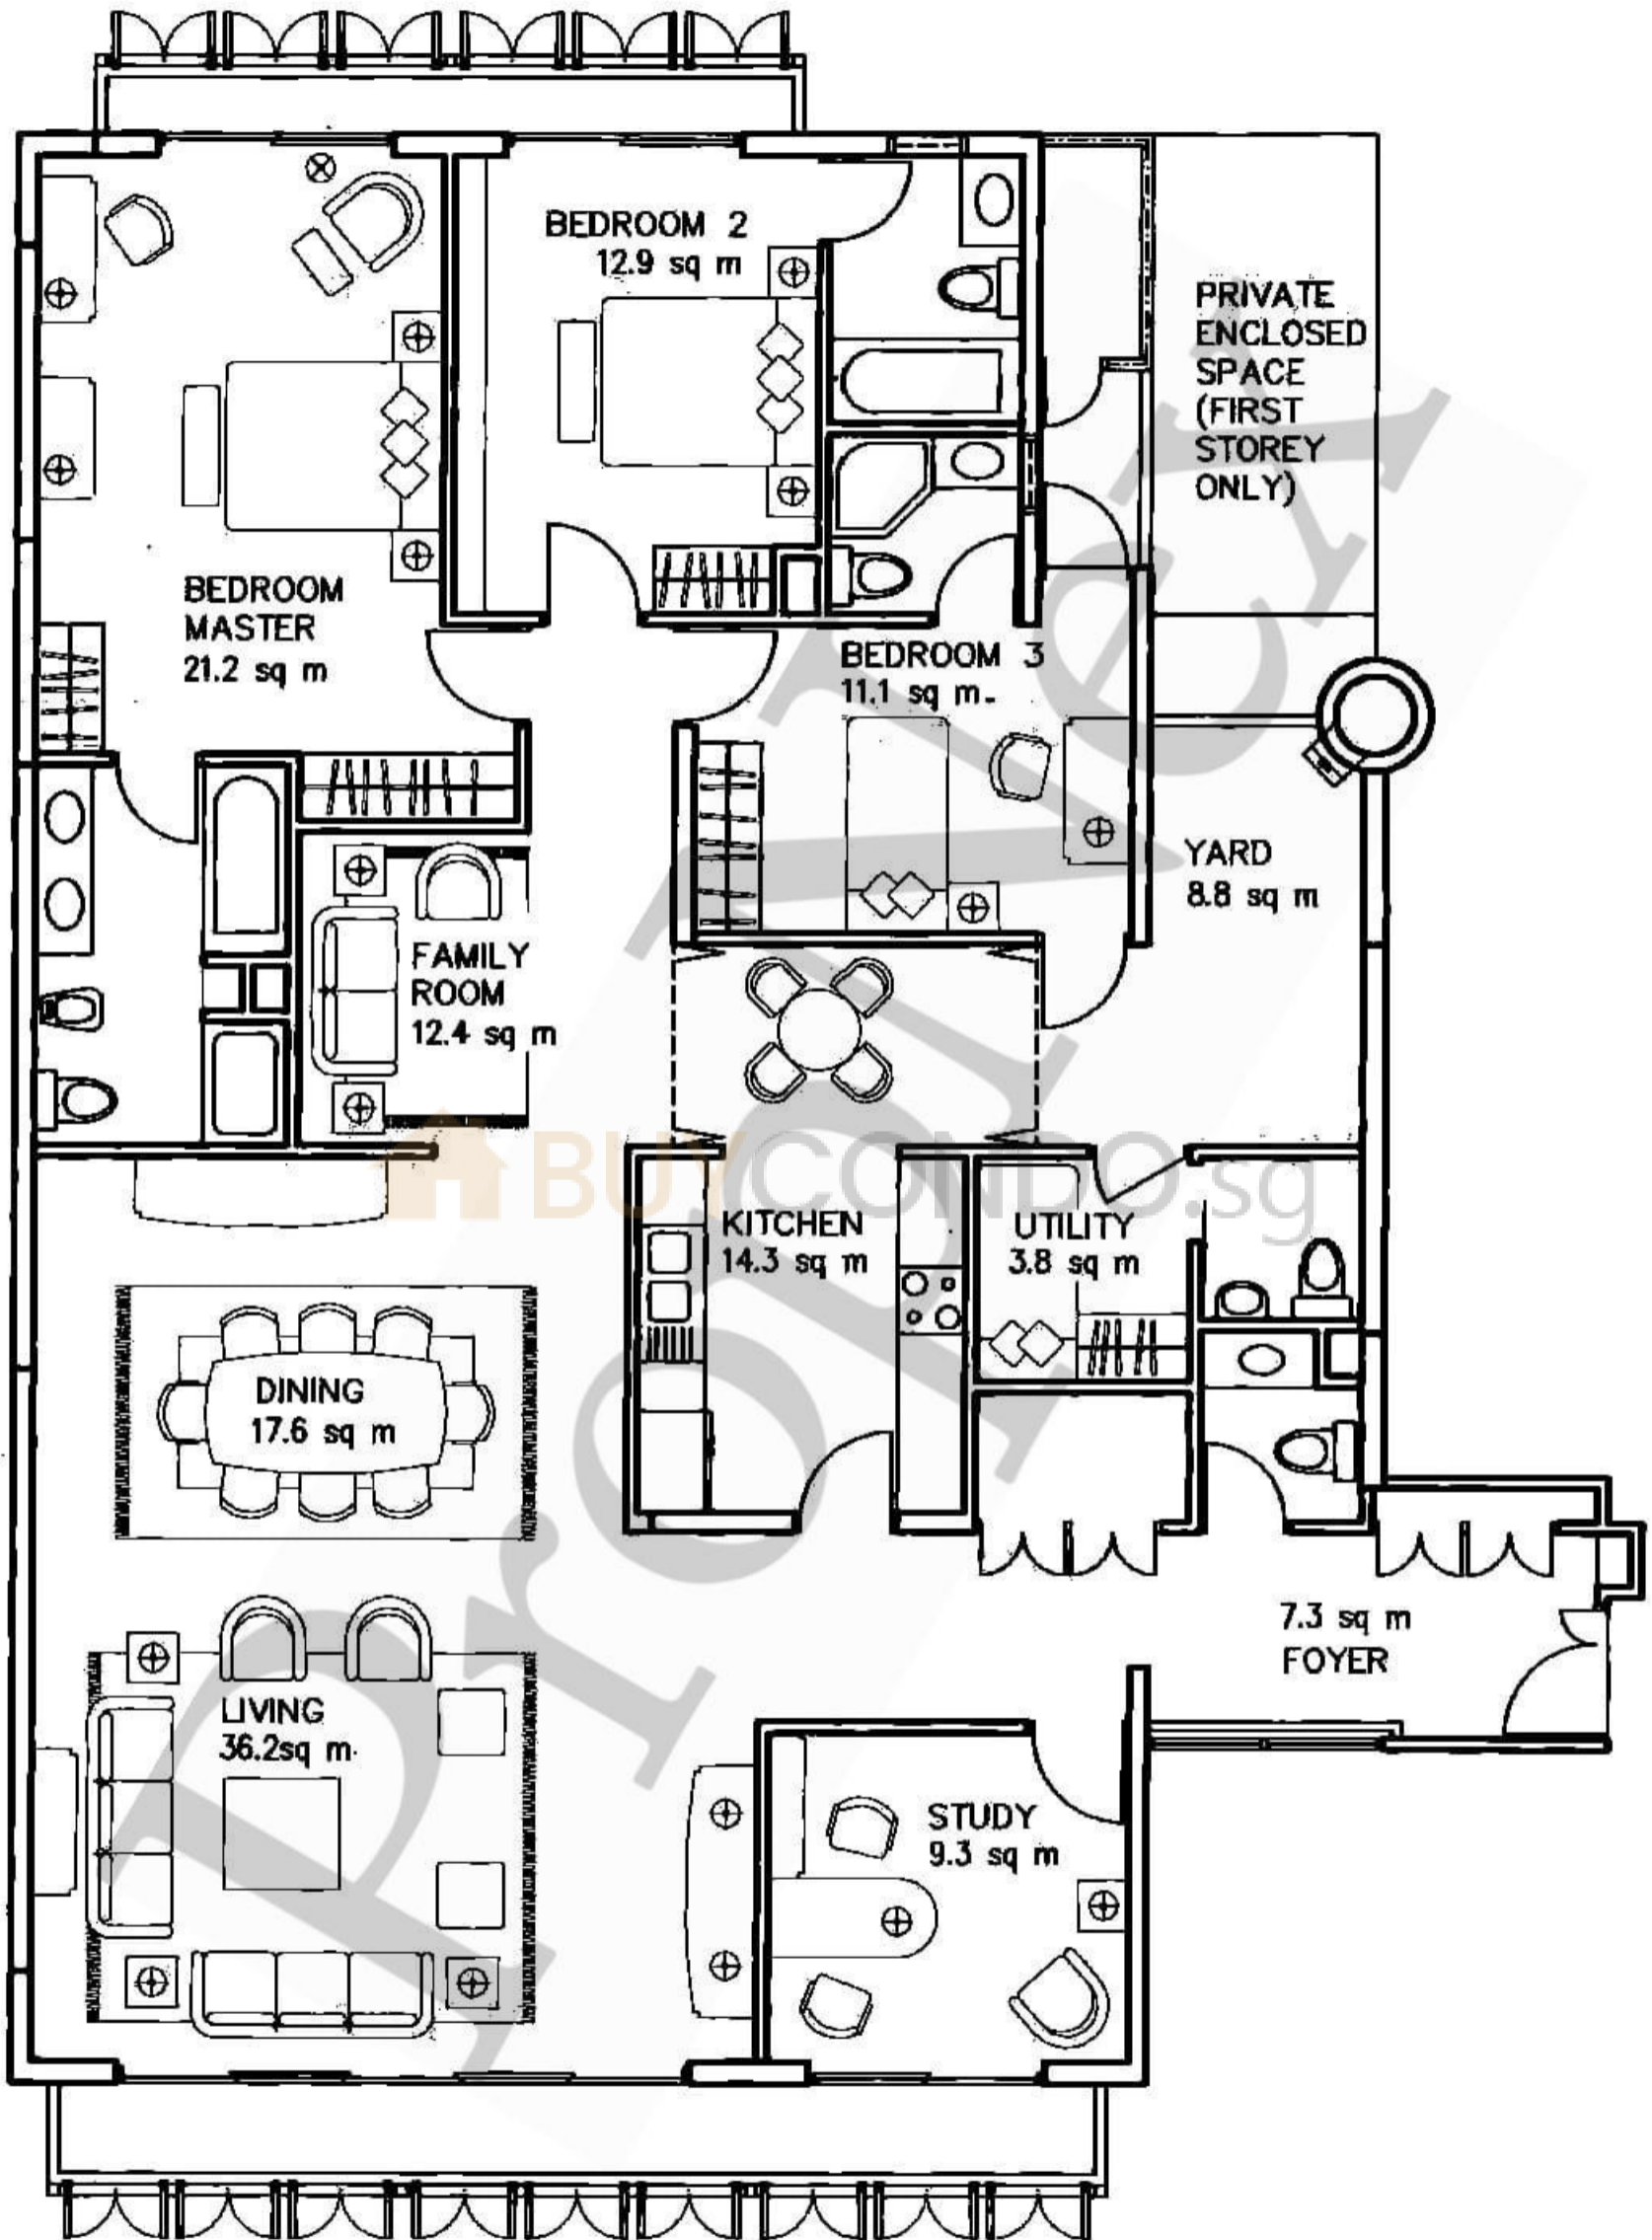 BEDROOM 2
12.9 sq m
PRIVATE
ENCLOSED
SPACE
(FIRST
STOREY
ONLY)
BEDROOM
MASTER
21.2 sq m
BEDROOM 3
11.1 sq m.
YARD
8.8 sq m
FAMILY
ROOM
12.4 sq m
BUYCONDO.sg
KITCHEN
14.3 sq m
UTILITY
3.8 sq m
DINING
17.6 sq m
7.3 sq m
FOYER
LIVING
36.2sq m.
STUDY
9.3 sq m